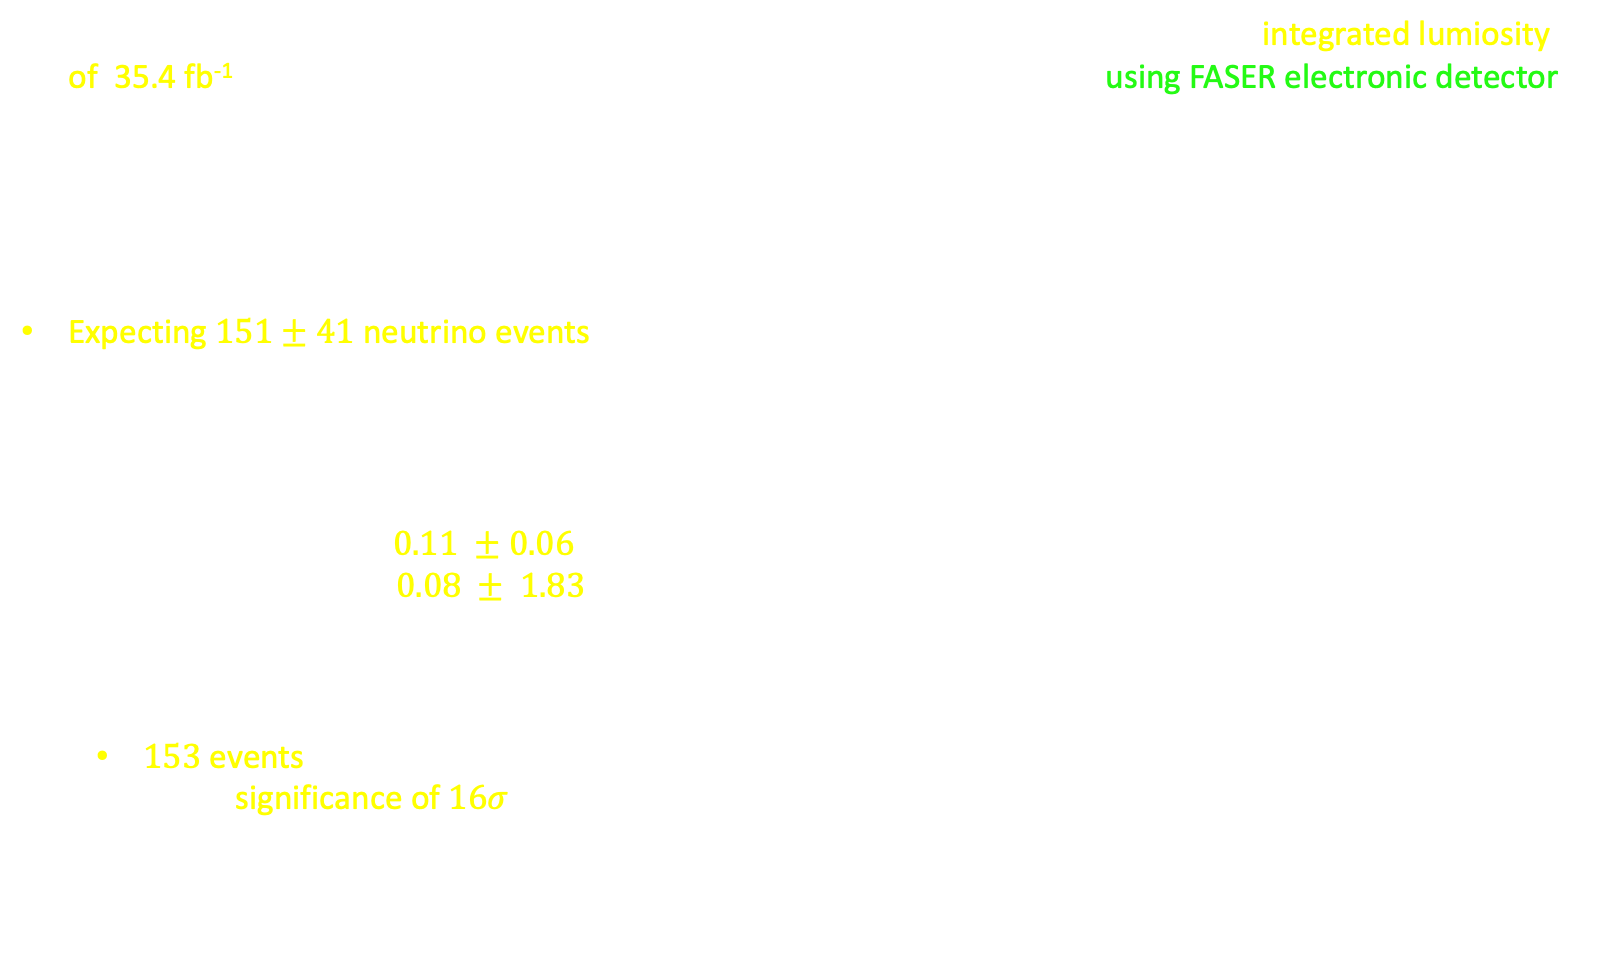 integrated lumiosity
of 35.4 fb-1 using FASER electronic detector
• Expecting 151 ± 41 neutrino events
0.11 ± 0.06
0.08 ± 1.83
• 153 events
significance of 16σ